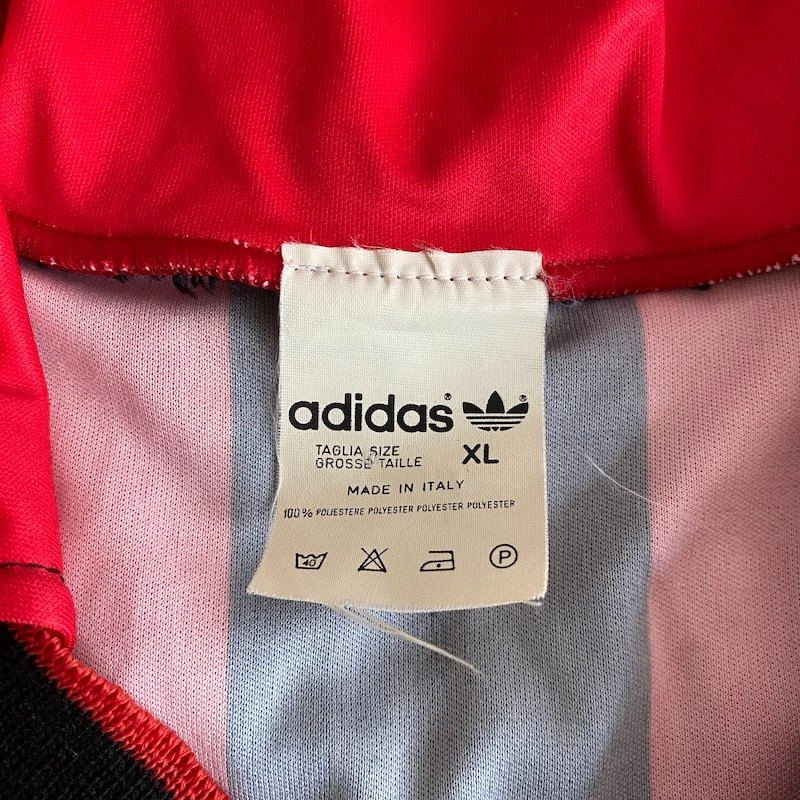 adidas®
®
TAGLIA SIZE XL
GROSSE TAILLE
MADE IN ITALY
100% POLIESTERE POLYESTER POLYESTER POLYESTER
40 P